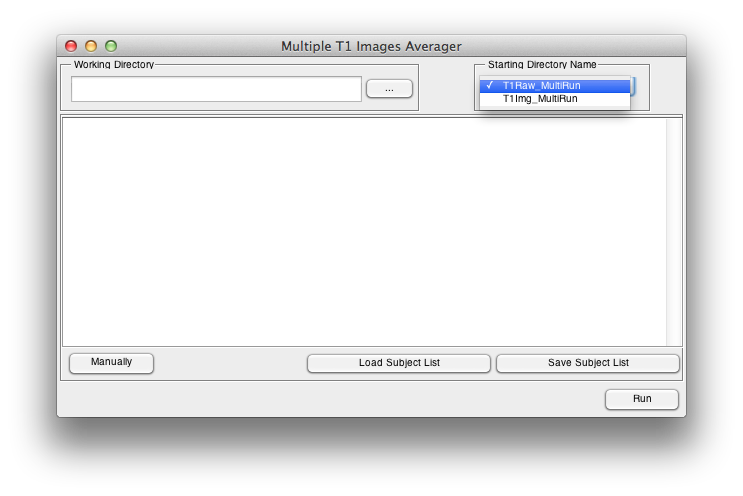 Multiple T1 Images Averager
Working Directory
Starting Directory Name
...
✓ T1Raw_MultiRun
T1Img_MultiRun
Manually
Load Subject List
Save Subject List
Run